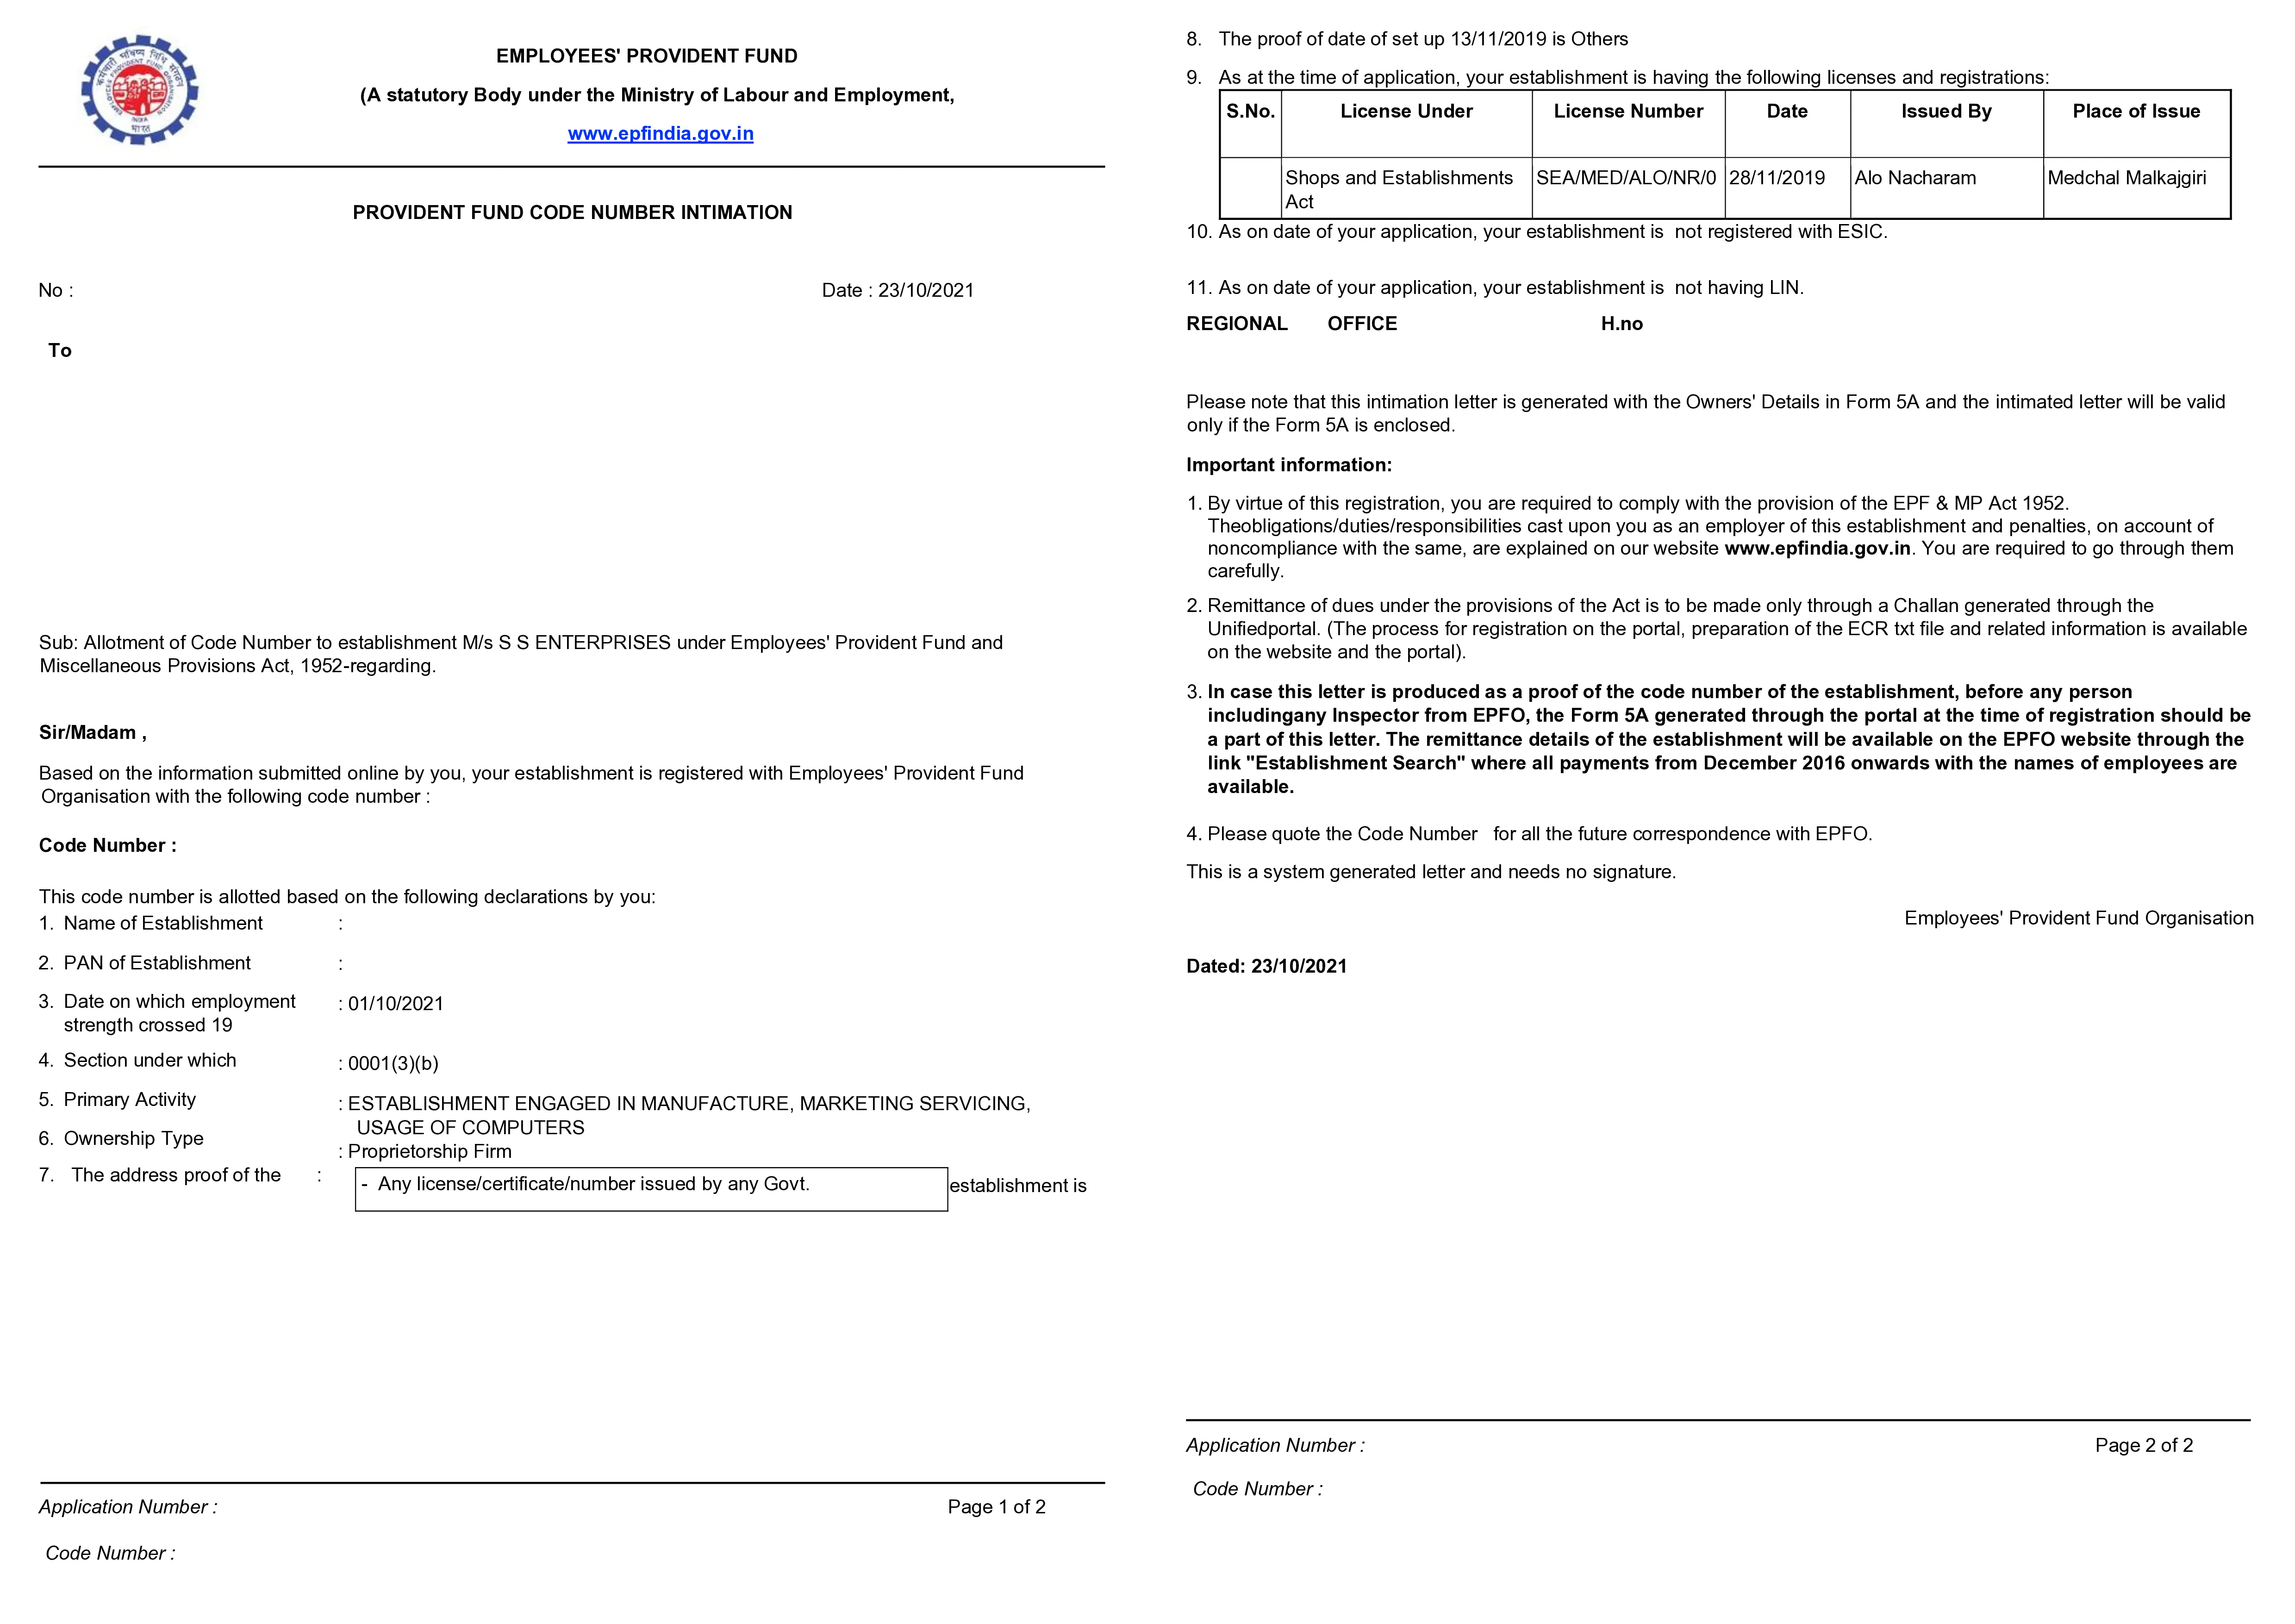 EMPLOYEES' PROVIDENT FUND
(A statutory Body under the Ministry of Labour and Employment,
www.epfindia.gov.in
PROVIDENT FUND CODE NUMBER INTIMATION
No :
Date : 23/10/2021
To
Sub: Allotment of Code Number to establishment M/s S S ENTERPRISES under Employees' Provident Fund and
Miscellaneous Provisions Act, 1952-regarding.
Sir/Madam ,
Based on the information submitted online by you, your establishment is registered with Employees' Provident Fund
Organisation with the following code number :
Code Number :
This code number is allotted based on the following declarations by you:
1. Name of Establishment :
2. PAN of Establishment :
3. Date on which employment : 01/10/2021
strength crossed 19
4. Section under which : 0001(3)(b)
5. Primary Activity : ESTABLISHMENT ENGAGED IN MANUFACTURE, MARKETING SERVICING,
USAGE OF COMPUTERS
6. Ownership Type : Proprietorship Firm
7. The address proof of the : - Any license/certificate/number issued by any Govt. establishment is
Application Number :
Page 1 of 2
Code Number :
8. The proof of date of set up 13/11/2019 is Others
9. As at the time of application, your establishment is having the following licenses and registrations:
S.No. License Under License Number Date Issued By Place of Issue
Shops and Establishments SEA/MED/ALO/NR/0 28/11/2019 Alo Nacharam Medchal Malkajgiri
Act
10. As on date of your application, your establishment is not registered with ESIC.
11. As on date of your application, your establishment is not having LIN.
REGIONAL OFFICE H.no
Please note that this intimation letter is generated with the Owners' Details in Form 5A and the intimated letter will be valid
only if the Form 5A is enclosed.
Important information:
1. By virtue of this registration, you are required to comply with the provision of the EPF & MP Act 1952.
Theobligations/duties/responsibilities cast upon you as an employer of this establishment and penalties, on account of
noncompliance with the same, are explained on our website www.epfindia.gov.in. You are required to go through them
carefully.
2. Remittance of dues under the provisions of the Act is to be made only through a Challan generated through the
Unifiedportal. (The process for registration on the portal, preparation of the ECR txt file and related information is available
on the website and the portal).
3. In case this letter is produced as a proof of the code number of the establishment, before any person
includingany Inspector from EPFO, the Form 5A generated through the portal at the time of registration should be
a part of this letter. The remittance details of the establishment will be available on the EPFO website through the
link "Establishment Search" where all payments from December 2016 onwards with the names of employees are
available.
4. Please quote the Code Number for all the future correspondence with EPFO.
This is a system generated letter and needs no signature.
Employees' Provident Fund Organisation
Dated: 23/10/2021
Application Number :
Page 2 of 2
Code Number :